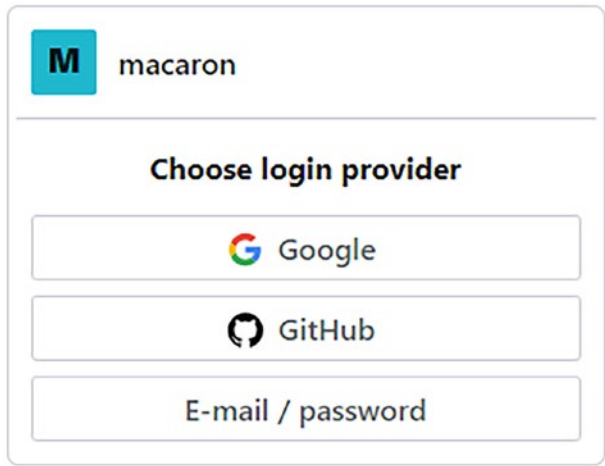 M macaron
Choose login provider
Google
GitHub
E-mail / password